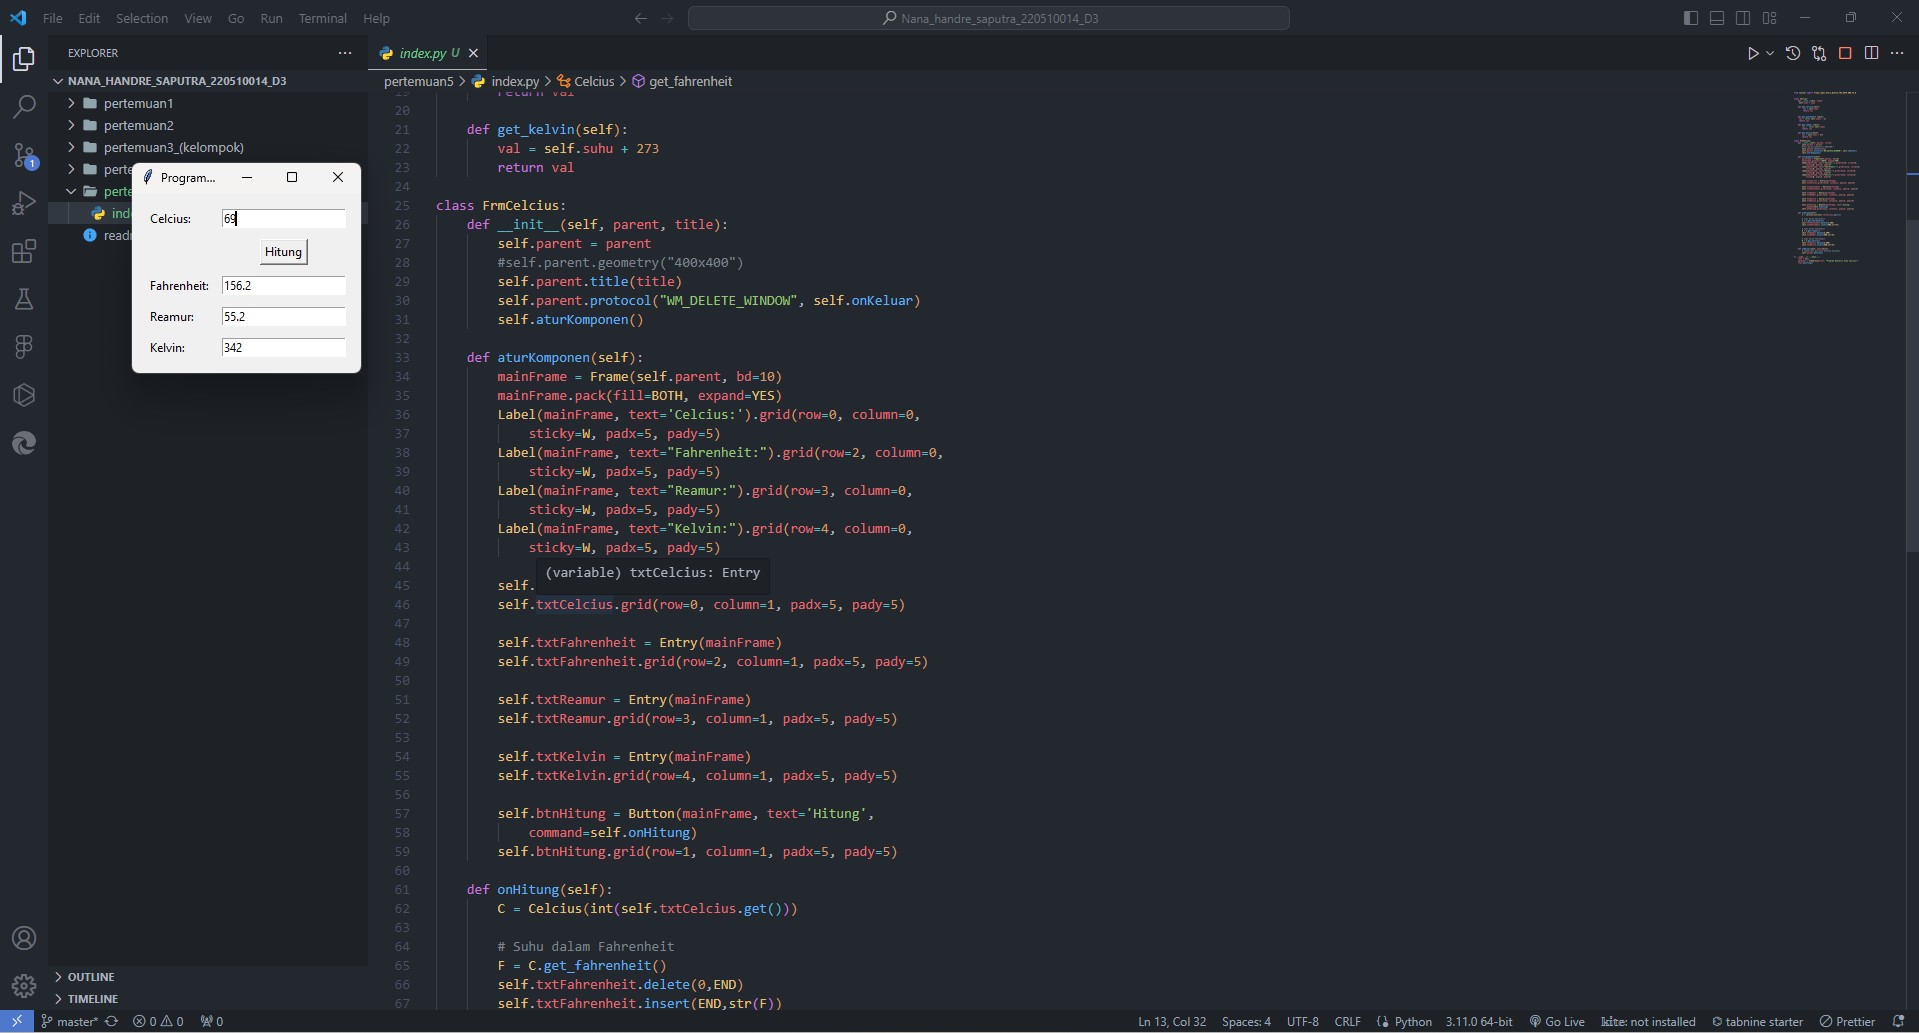 File Edit Selection View Go Run Terminal Help
Nana_handre_saputra_220510014_D3
EXPLORER
NANA_HANDRE_SAPUTRA_220510014_D3
pertemuan1
pertemuan2
pertemuan3_(kelompok)
perte
perte
inde
readr
1
Program...
Celcius: 69
Hitung
Fahrenheit: 156.2
Reamur: 55.2
Kelvin: 342
OUTLINE
TIMELINE
index.py U
pertemuan5 > index.py > Celcius > get_fahrenheit
19 return val
20
21 def get_kelvin(self):
22 val = self.suhu + 273
23 return val
24
25 class FrmCelcius:
26 def __init__(self, parent, title):
27 self.parent = parent
28 #self.parent.geometry("400x400")
29 self.parent.title(title)
30 self.parent.protocol("WM_DELETE_WINDOW", self.onKeluar)
31 self.aturKomponen()
32
33 def aturKomponen(self):
34 mainFrame = Frame(self.parent, bd=10)
35 mainFrame.pack(fill=BOTH, expand=YES)
36 Label(mainFrame, text='Celcius:').grid(row=0, column=0,
37 sticky=W, padx=5, pady=5)
38 Label(mainFrame, text="Fahrenheit:").grid(row=2, column=0,
39 sticky=W, padx=5, pady=5)
40 Label(mainFrame, text="Reamur:").grid(row=3, column=0,
41 sticky=W, padx=5, pady=5)
42 Label(mainFrame, text="Kelvin:").grid(row=4, column=0,
43 sticky=W, padx=5, pady=5)
44
(variable) txtCelcius: Entry
45 self.
46 self.txtCelcius.grid(row=0, column=1, padx=5, pady=5)
47
48 self.txtFahrenheit = Entry(mainFrame)
49 self.txtFahrenheit.grid(row=2, column=1, padx=5, pady=5)
50
51 self.txtReamur = Entry(mainFrame)
52 self.txtReamur.grid(row=3, column=1, padx=5, pady=5)
53
54 self.txtKelvin = Entry(mainFrame)
55 self.txtKelvin.grid(row=4, column=1, padx=5, pady=5)
56
57 self.btnHitung = Button(mainFrame, text='Hitung',
58 command=self.onHitung)
59 self.btnHitung.grid(row=1, column=1, padx=5, pady=5)
60
61 def onHitung(self):
62 C = Celcius(int(self.txtCelcius.get()))
63
64 # Suhu dalam Fahrenheit
65 F = C.get_fahrenheit()
66 self.txtFahrenheit.delete(0,END)
67 self.txtFahrenheit.insert(END,str(F))
master* 0 0 0 Ln 13, Col 32 Spaces: 4 UTF-8 CRLF Python 3.11.0 64-bit Go Live kite: not installed tabnine starter Prettier